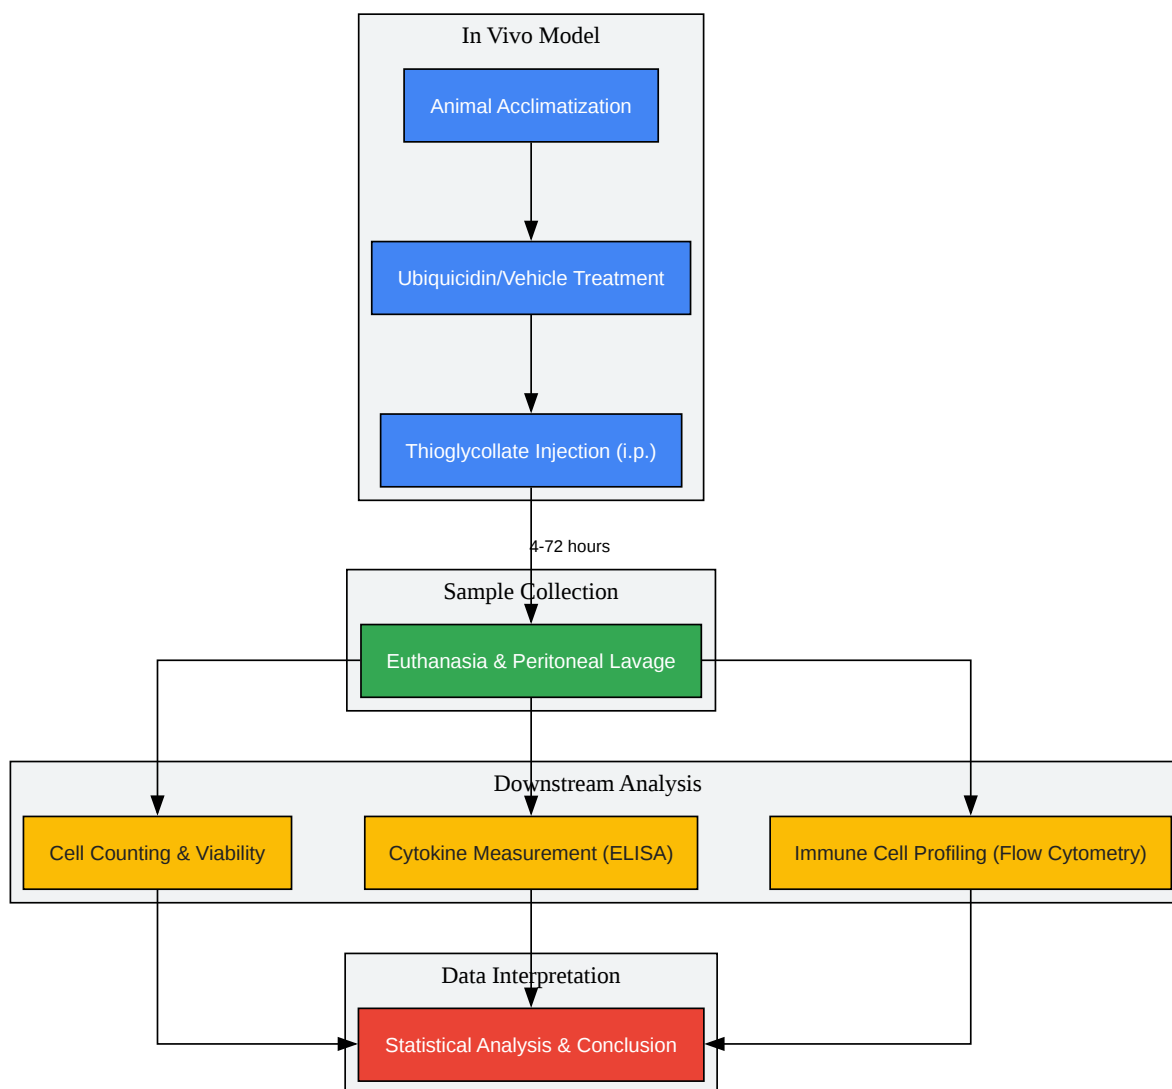 In Vivo Model
Animal Acclimatization
Ubiquicidin/Vehicle Treatment
Thioglycollate Injection (i.p.)
4-72 hours
Sample Collection
Euthanasia & Peritoneal Lavage
Downstream Analysis
Cell Counting & Viability
Cytokine Measurement (ELISA)
Immune Cell Profiling (Flow Cytometry)
Data Interpretation
Statistical Analysis & Conclusion